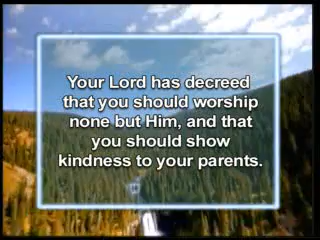 Your Lord has decreed
that you should worship
none but Him, and that
you should show
kindness to your parents.